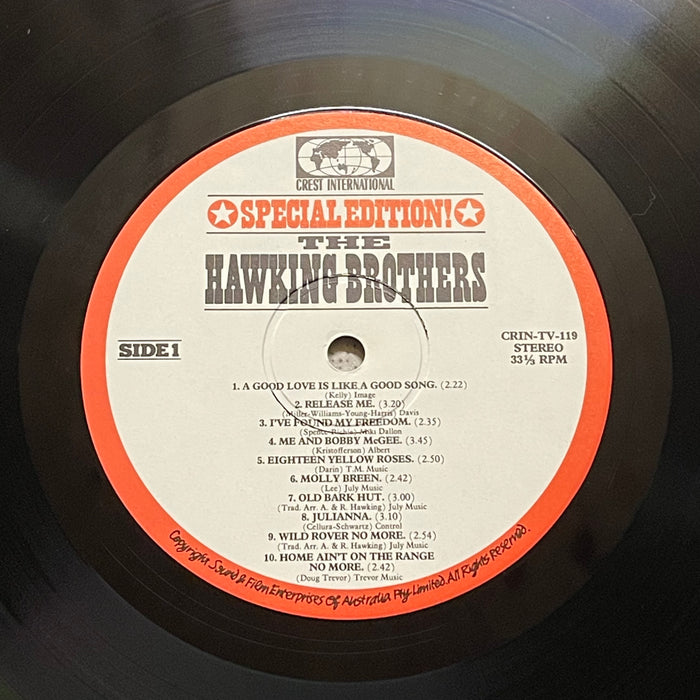 CREST INTERNATIONAL
SPECIAL EDITION!
THE
HAWKING BROTHERS
SIDE 1
CRIN-TV-119
STEREO
33⅓ RPM
1. A GOOD LOVE IS LIKE A GOOD SONG. (2.22)
(Kelly) Image
2. RELEASE ME. (3.20)
(Miller-Williams-Young-Harris) Davis
3. I'VE FOUND MY FREEDOM. (2.35)
(Spence-Richie) Miki Dallon
4. ME AND BOBBY McGEE. (3.45)
(Kristofferson) Albert
5. EIGHTEEN YELLOW ROSES. (2.50)
(Darin) T.M. Music
6. MOLLY BREEN. (2.42)
(Lee) July Music
7. OLD BARK HUT. (3.00)
(Trad. Arr. A. & R. Hawking) July Music
8. JULIANNA. (3.10)
(Cellura-Schwartz) Control
9. WILD ROVER NO MORE. (2.54)
(Trad. Arr. A. & R. Hawking) July Music
10. HOME AIN'T ON THE RANGE
NO MORE. (2.42)
(Doug Trevor) Trevor Music
Copyright Sound & Film Enterprises Of Australia Pty Limited. All Rights Reserved.